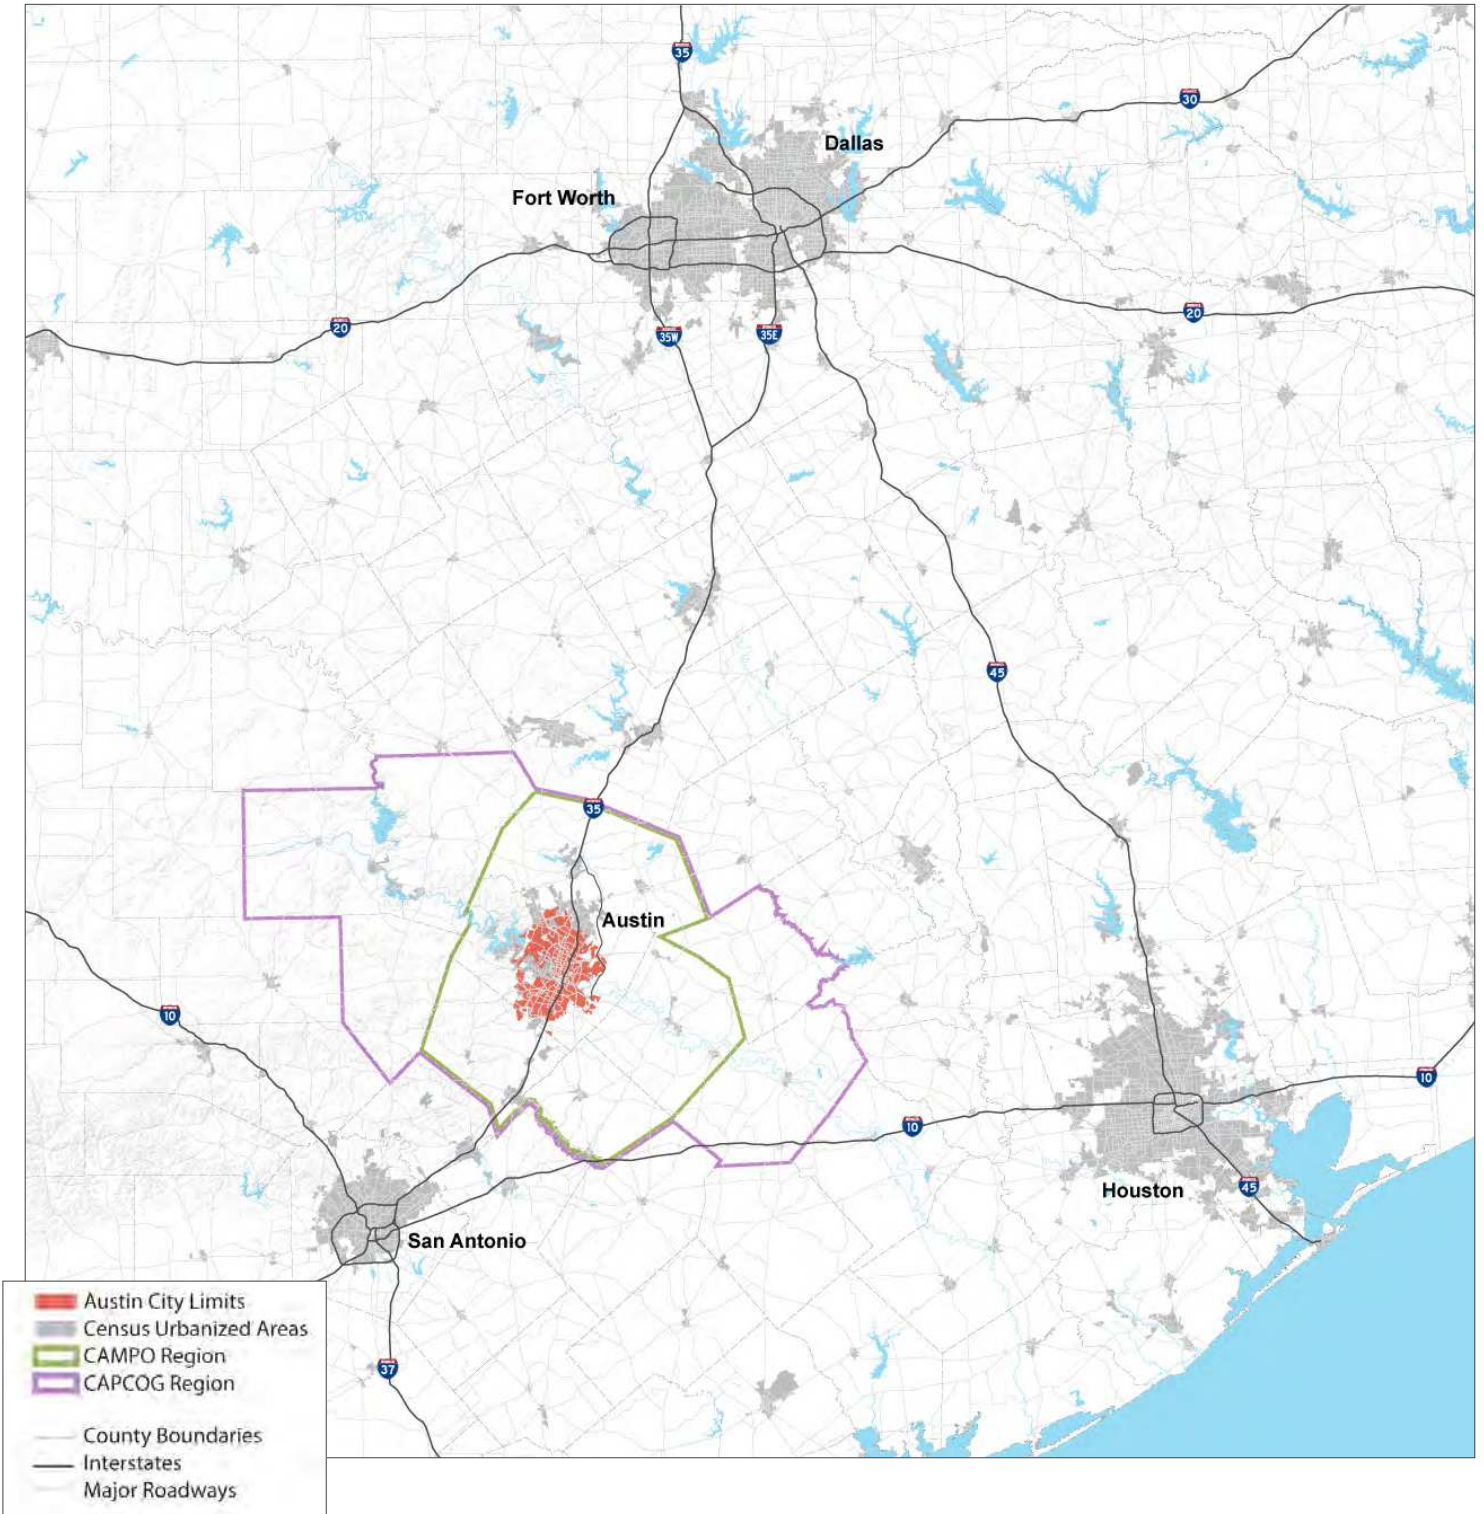 35
30
Dallas
Fort Worth
20
20
35W
35E
45
35
Austin
10
10
10
Houston
45
San Antonio
37
Austin City Limits
Census Urbanized Areas
CAMPO Region
CAPCOG Region
County Boundaries
Interstates
Major Roadways